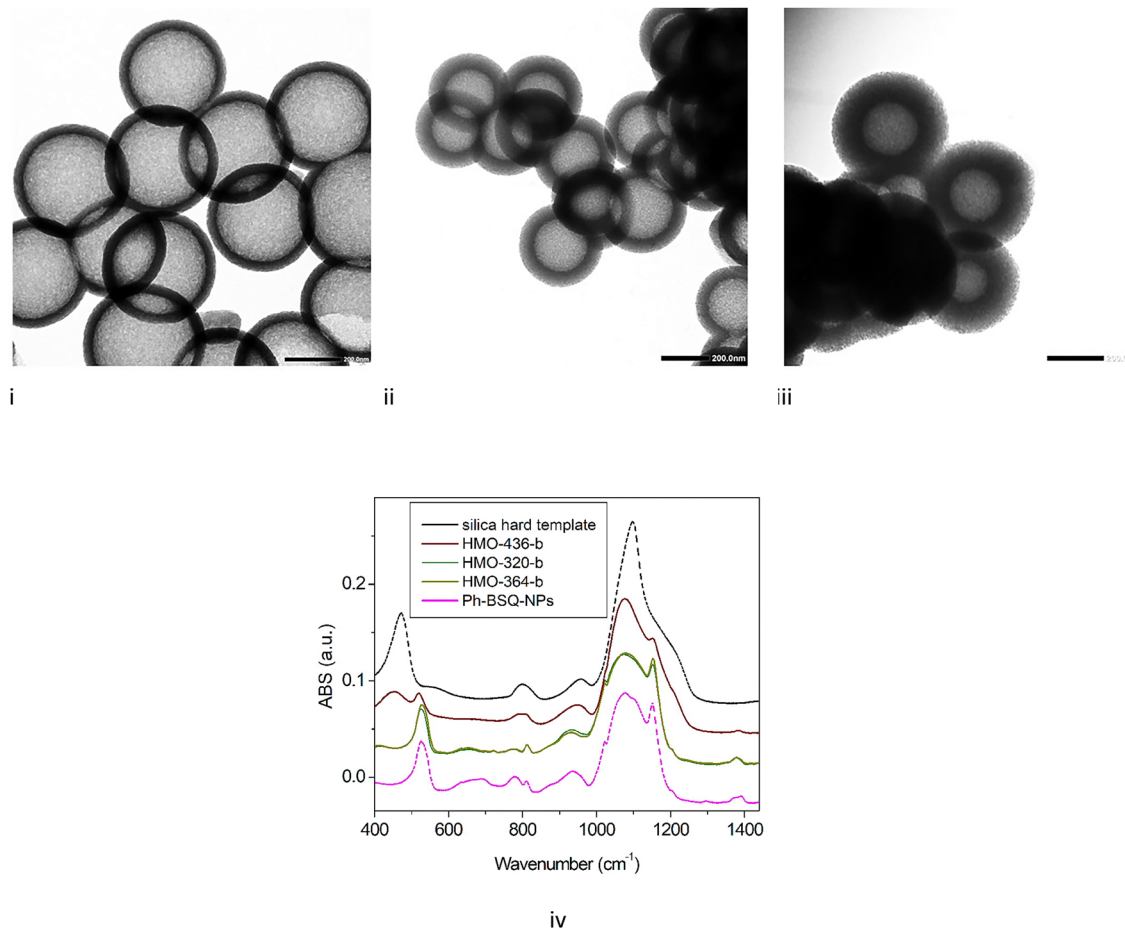 200.0nm
200.0nm
200.
i
ii
iii
silica hard template
HMO-436-b
HMO-320-b
HMO-364-b
Ph-BSQ-NPs
0.2
0.1
0.0
ABS (a.u.)
400 600 800 1000 1200 1400
Wavenumber (cm⁻¹)
iv